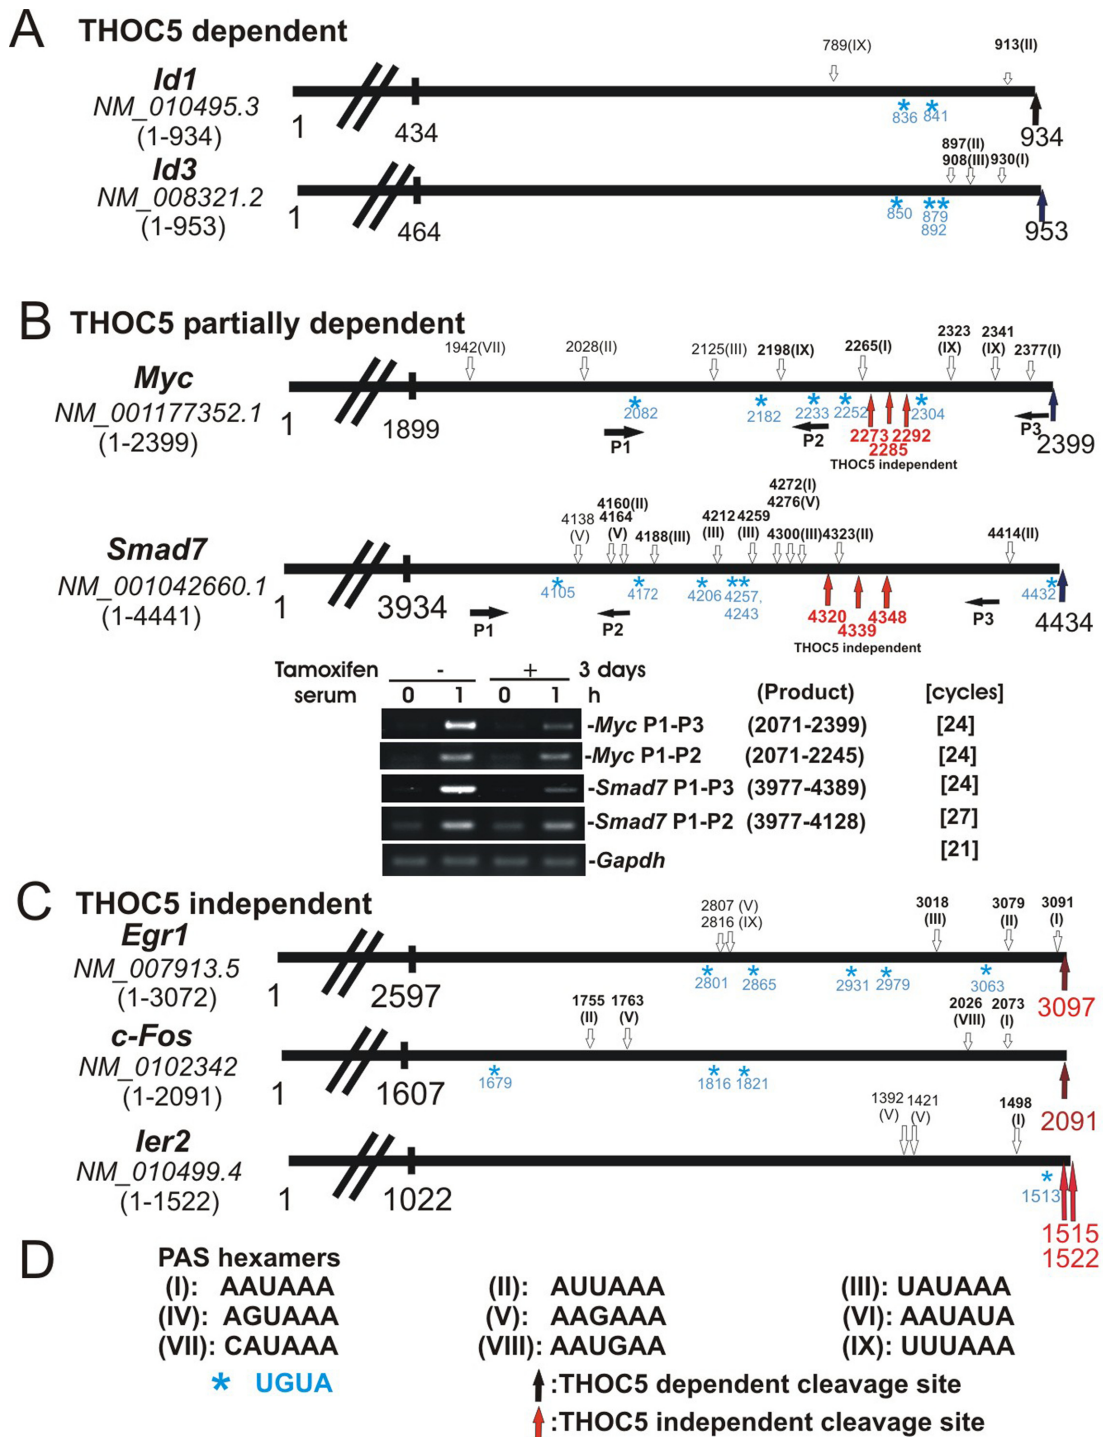 A THOC5 dependent
789(IX) 913(II)
Id1
NM_010495.3
(1-934)
1 434 836 841 934
897(II)
908(III) 930(I)
Id3
NM_008321.2
(1-953)
1 464 850 879 953
892
B THOC5 partially dependent
1942(VII) 2028(II) 2125(III) 2198(IX) 2265(I) 2323 (IX) 2341 (IX) 2377(I)
Myc
NM_001177352.1
(1-2399)
1 1899 2082 2182 2233 2252 2304 2399
P1 P2 P3
2273 2292
2285
THOC5 independent
4272(I)
4276(V)
4160(II)
4138 (V) 4164 (V) 4188(III) 4212 (III) 4259 (III) 4300(III) 4323(II) 4414(II)
Smad7
NM_001042660.1
(1-4441)
1 3934 4105 4172 4206 4257, 4243 4432 4434
P1 P2 P3
4320 4348
4339
THOC5 independent
Tamoxifen - + 3 days
serum 0 1 0 1 h (Product) [cycles]
-Myc P1-P3 (2071-2399) [24]
-Myc P1-P2 (2071-2245) [24]
-Smad7 P1-P3 (3977-4389) [24]
-Smad7 P1-P2 (3977-4128) [27]
-Gapdh [21]
C THOC5 independent
2807 (V)
2816 (IX) 3018 (III) 3079 (II) 3091 (I)
Egr1
NM_007913.5
(1-3072)
1 2597 2801 2865 2931 2979 3063 3097
1755 (II) 1763 (V) 2026 (VIII) 2073 (I)
c-Fos
NM_0102342
(1-2091)
1 1607 1679 1816 1821 2091
1392 (V) 1421 (V) 1498 (I)
Ier2
NM_010499.4
(1-1522)
1 1022 1513 1515
1522
D
PAS hexamers
(I): AAUAAA (II): AUUAAA (III): UAUAAA
(IV): AGUAAA (V): AAGAAA (VI): AAUAUA
(VII): CAUAAA (VIII): AAUGAA (IX): UUUAAA
* UGUA :THOC5 dependent cleavage site
:THOC5 independent cleavage site